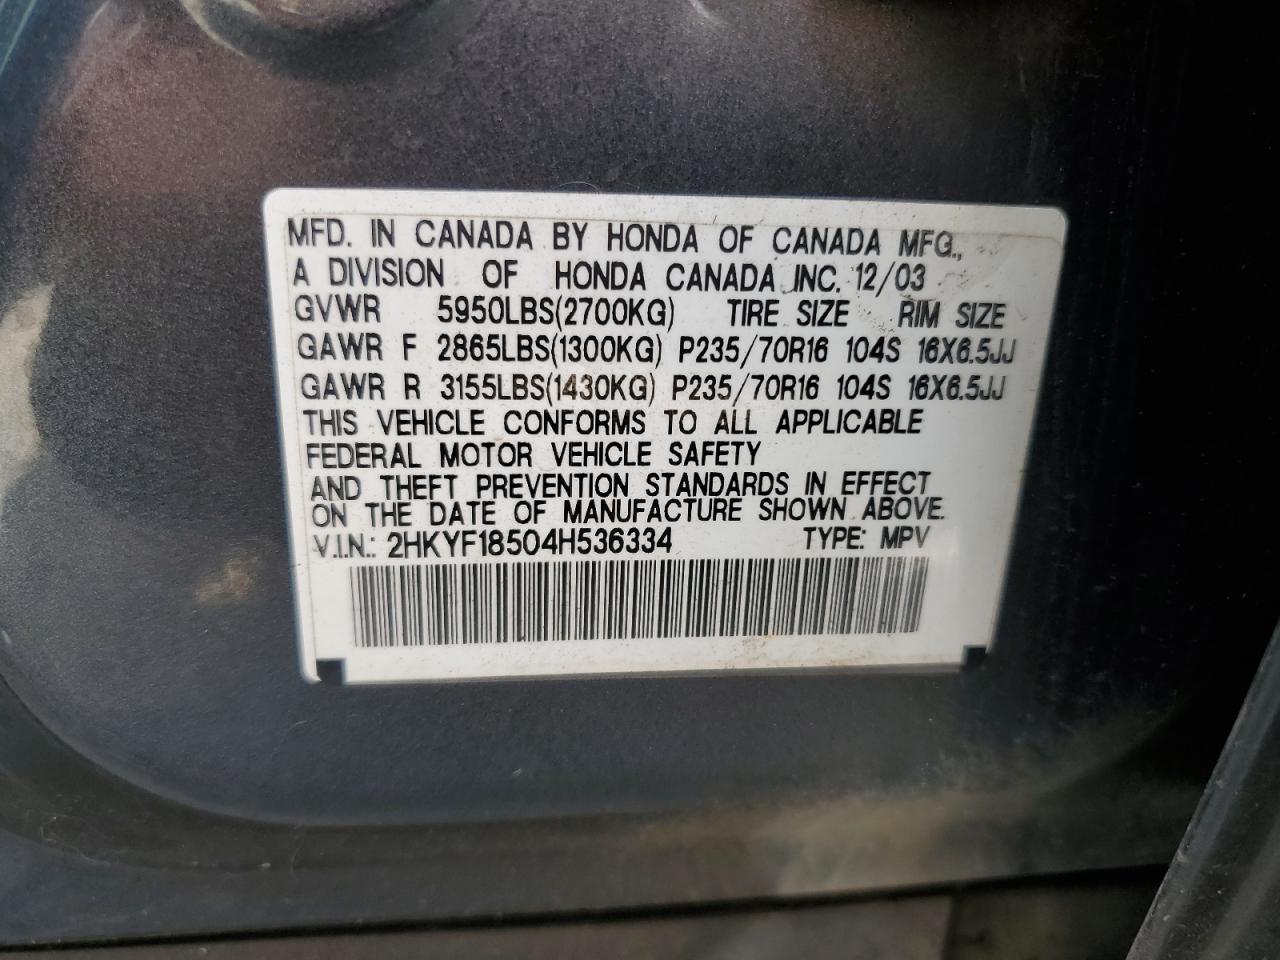 MFD. IN CANADA BY HONDA OF CANADA MFG.,
A DIVISION OF HONDA CANADA INC. 12/03
GVWR 5950LBS(2700KG) TIRE SIZE RIM SIZE
GAWR F 2865LBS(1300KG) P235/70R16 104S 16X6.5JJ
GAWR R 3155LBS(1430KG) P235/70R16 104S 16X6.5JJ
THIS VEHICLE CONFORMS TO ALL APPLICABLE
FEDERAL MOTOR VEHICLE SAFETY
AND THEFT PREVENTION STANDARDS IN EFFECT
ON THE DATE OF MANUFACTURE SHOWN ABOVE.
V.I.N.: 2HKYF18504H536334 TYPE: MPV